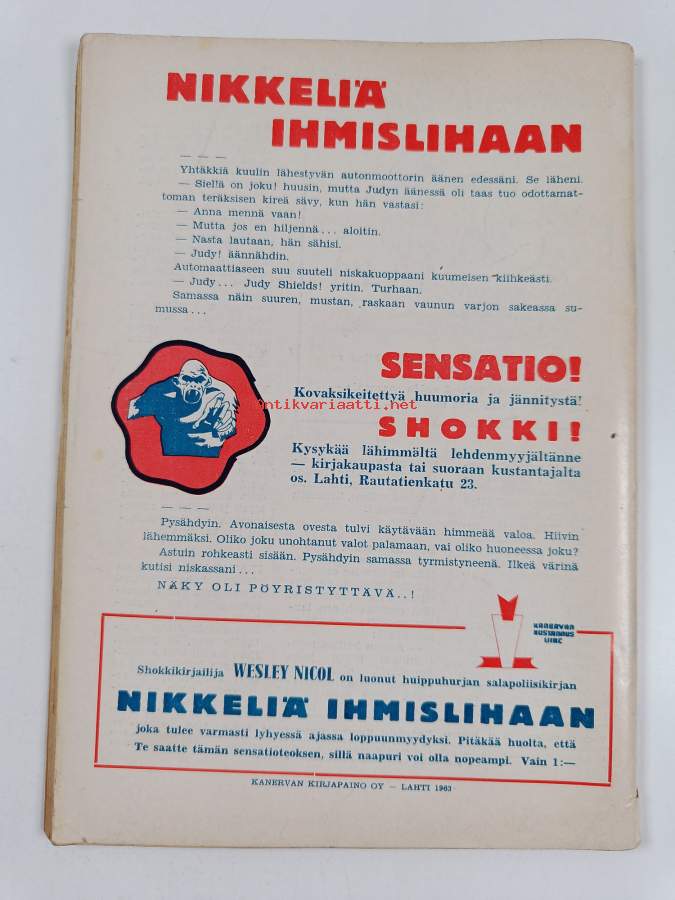 NIKKELIÄ
IHMISLIHAAN
— — —
Yhtäkkiä kuulin lähestyvän autonmoottorin äänen edessäni. Se läheni.
— Siellä on joku! huusin, mutta Judyn äänessä oli taas tuo odottamat-
toman teräksisen kireä sävy, kun hän vastasi:
— Anna mennä vaan!
— Mutta jos en hiljennä... aloitin.
— Nasta lautaan, hän sähisi.
— Judy! äännähdin.
Automaattiaseen suu suuteli niskakuoppaani kuumeisen kiihkeästi.
— Judy... Judy Shields! yritin. Turhaan.
Samassa näin suuren, mustan, raskaan vaunun varjon sakeassa su-
mussa...
SENSATIO!
Kovaksikeitettyä huumoria ja jännitystä!
antikvariaatti.net
SHOKKI!
Kysykää lähimmältä lehdenmyyjältänne
— kirjakaupasta tai suoraan kustantajalta
os. Lahti, Rautatienkatu 23.
— — —
Pysähdyin. Avonaisesta ovesta tulvi käytävään himmeää valoa. Hiivin
lähemmäksi. Oliko joku unohtanut valot palamaan, vai oliko huoneessa joku?
Astuin rohkeasti sisään. Pysähdyin samassa tyrmistyneenä. Ilkeä värinä
kutisi niskassani...
NÄKY OLI PÖYRISTYTTÄVÄ..!
KANERVAN
KUSTANNUS
LIIKE
Shokkikirjailija WESLEY NICOL on luonut huippuhurjan salapoliisikirjan
NIKKELIÄ IHMISLIHAAN
joka tulee varmasti lyhyessä ajassa loppuunmyydyksi. Pitäkää huolta, että
Te saatte tämän sensatioteoksen, sillä naapuri voi olla nopeampi. Vain 1:—
KANERVAN KIRJAPAINO OY — LAHTI 1963